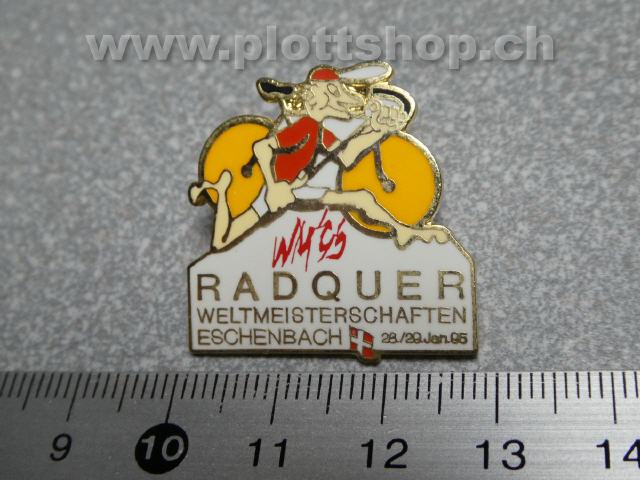 www.plottshop.ch
WM'95
RADQUER
WELTMEISTERSCHAFTEN
ESCHENBACH 28./29.Jan.95
9 10 11 12 13 14